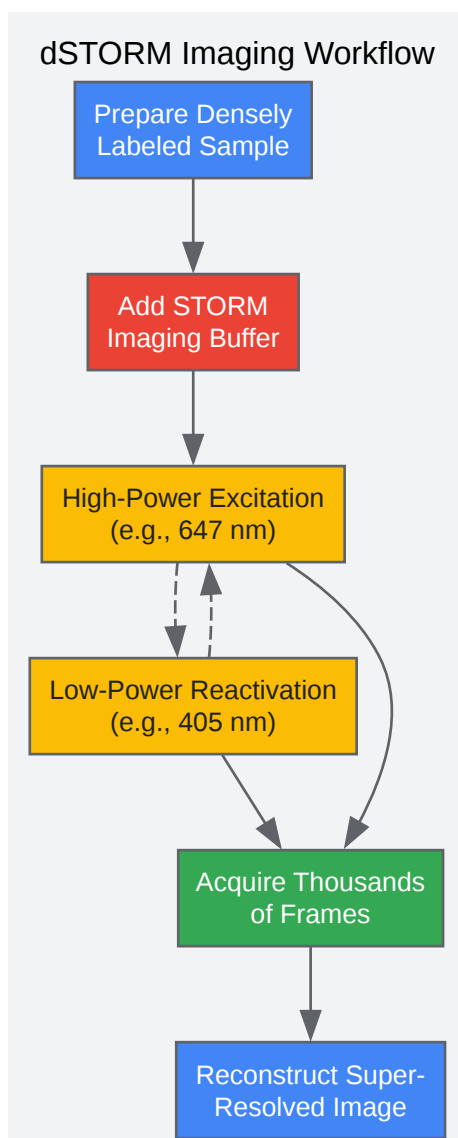 dSTORM Imaging Workflow
Prepare Densely
Labeled Sample
Add STORM
Imaging Buffer
High-Power Excitation
(e.g., 647 nm)
Low-Power Reactivation
(e.g., 405 nm)
Acquire Thousands
of Frames
Reconstruct Super-
Resolved Image